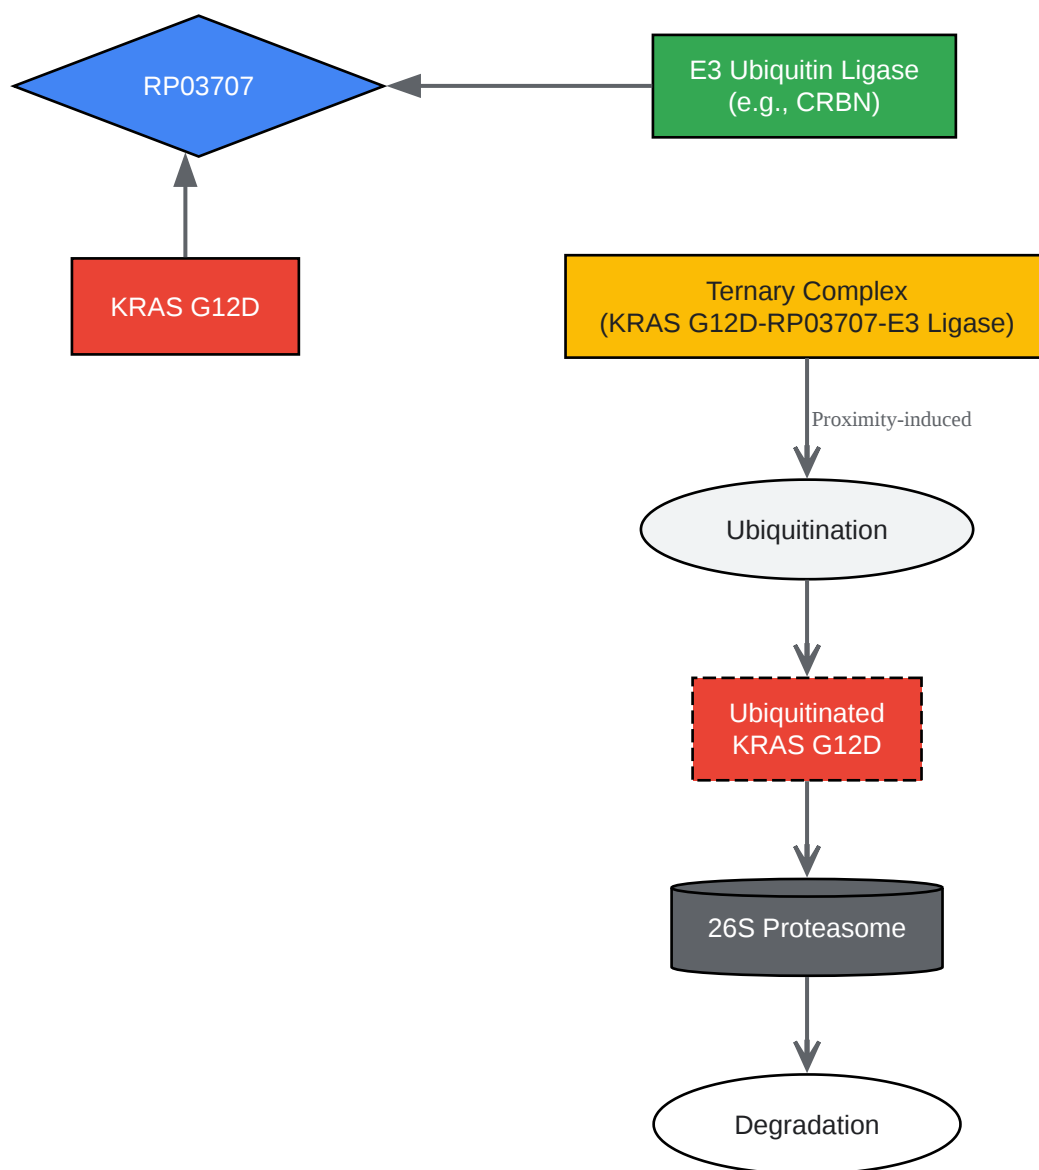 RP03707
E3 Ubiquitin Ligase
(e.g., CRBN)
KRAS G12D
Ternary Complex
(KRAS G12D-RP03707-E3 Ligase)
Proximity-induced
Ubiquitination
Ubiquitinated
KRAS G12D
26S Proteasome
Degradation